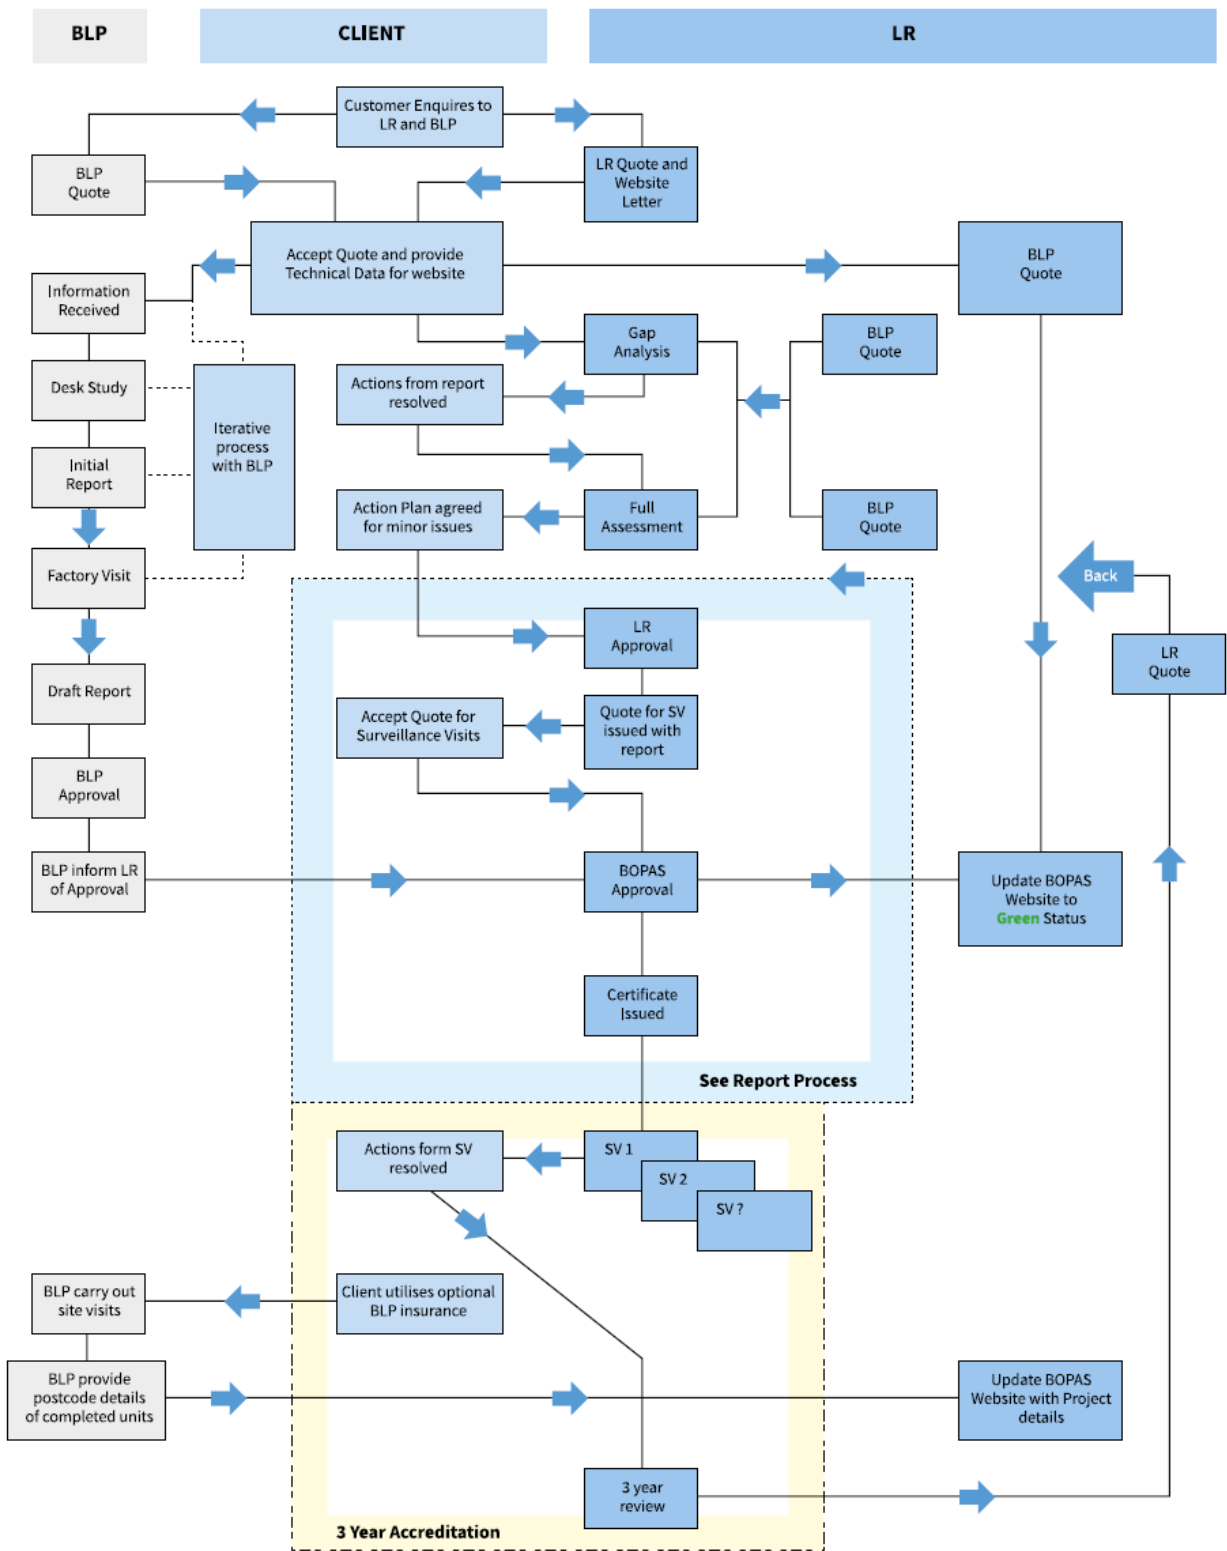 BLP
CLIENT
LR
Customer Enquires to
LR and BLP
BLP
Quote
LR Quote and
Website
Letter
Accept Quote and provide
Technical Data for website
BLP
Quote
Information
Received
Gap
Analysis
BLP
Quote
Desk Study
Actions from report
resolved
Iterative
process
with BLP
Initial
Report
Action Plan agreed
for minor issues
Full
Assessment
BLP
Quote
Factory Visit
Back
LR
Approval
LR
Quote
Draft Report
Accept Quote for
Surveillance Visits
Quote for SV
issued with
report
BLP
Approval
BLP inform LR
of Approval
BOPAS
Approval
Update BOPAS
Website to
Green Status
Certificate
Issued
See Report Process
Actions form SV
resolved
SV 1
SV 2
SV ?
BLP carry out
site visits
Client utilises optional
BLP insurance
BLP provide
postcode details
of completed units
Update BOPAS
Website with Project
details
3 year
review
3 Year Accreditation